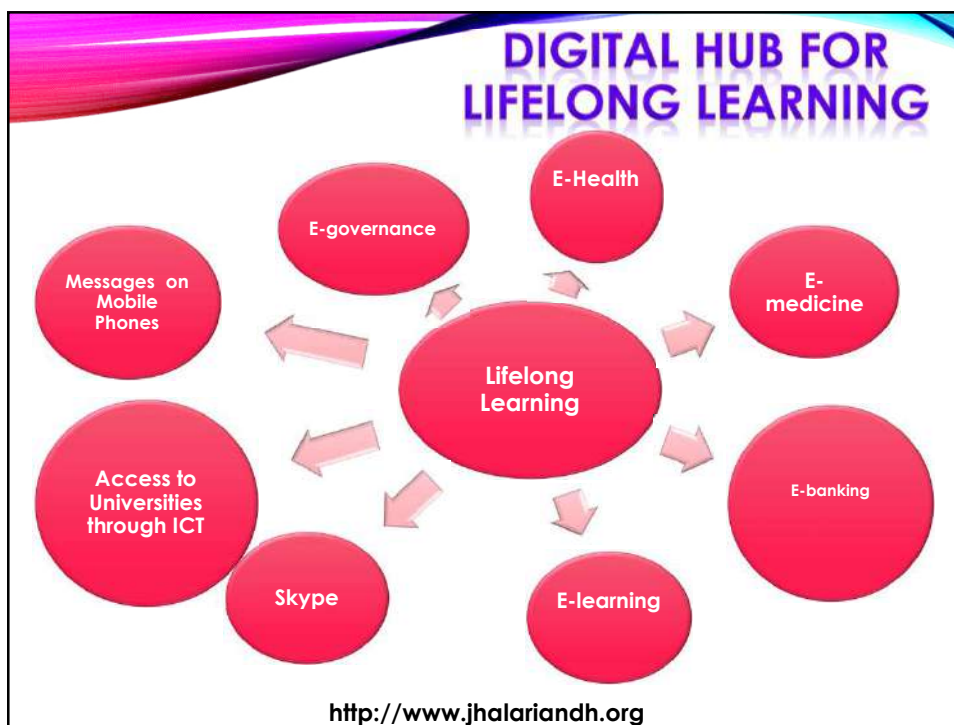 DIGITAL HUB FOR
LIFELONG LEARNING
E-Health
E-governance
Messages on
Mobile
Phones
E-
medicine
Lifelong
Learning
Access to
Universities
through ICT
E-banking
Skype
E-learning
http://www.jhalariandh.org